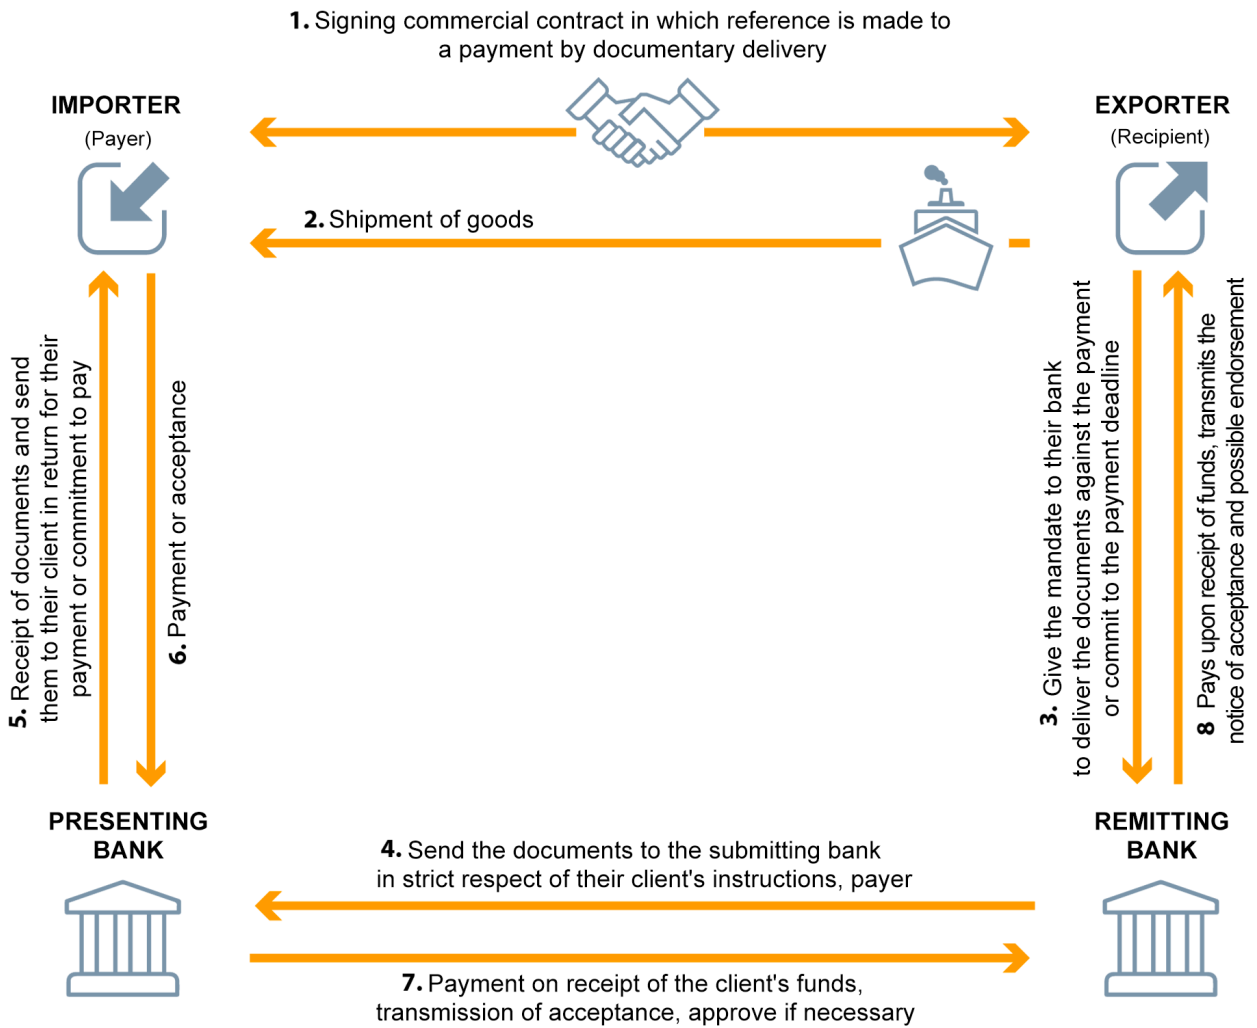 1. Signing commercial contract in which reference is made to
a payment by documentary delivery
IMPORTER
(Payer)
EXPORTER
(Recipient)
2. Shipment of goods
5. Receipt of documents and send
them to their client in return for their
payment or commitment to pay
6. Payment or acceptance
3. Give the mandate to their bank
to deliver the documents against the payment
or commit to the payment deadline
8 Pays upon receipt of funds, transmits the
notice of acceptance and possible endorsement
PRESENTING
BANK
REMITTING
BANK
4. Send the documents to the submitting bank
in strict respect of their client's instructions, payer
7. Payment on receipt of the client's funds,
transmission of acceptance, approve if necessary